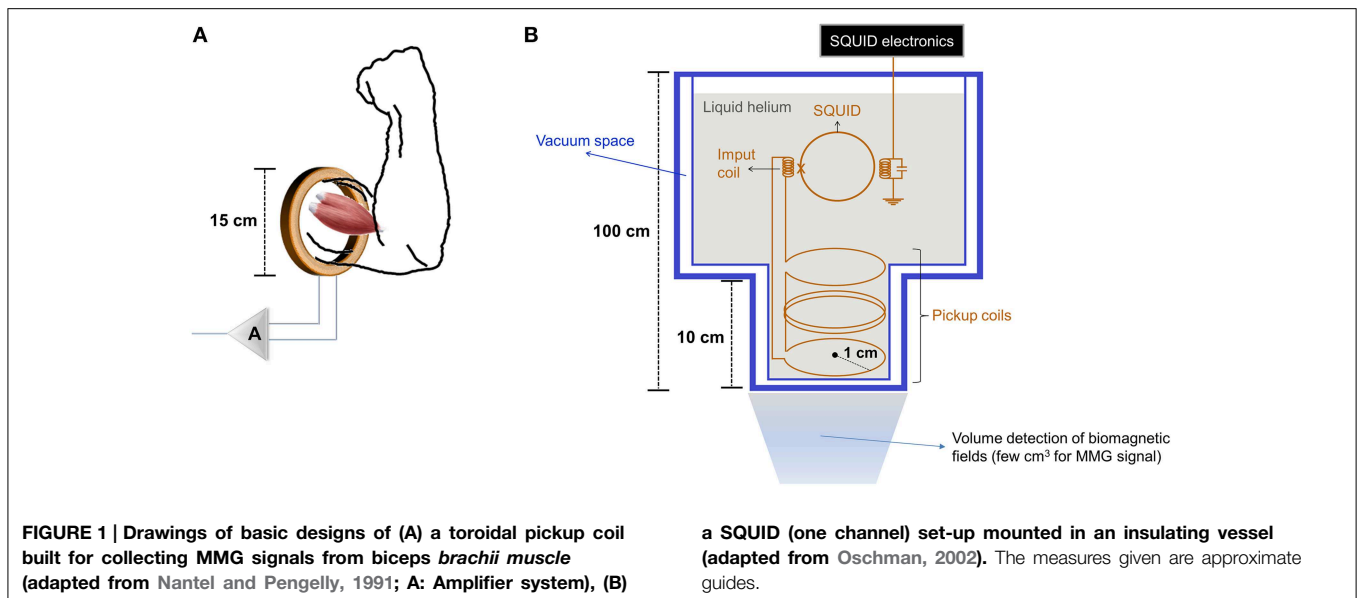 A
15 cm
A
B
SQUID electronics
Liquid helium
SQUID
Vacuum space
Imput
coil
100 cm
Pickup coils
10 cm
1 cm
Volume detection of biomagnetic
fields (few cm³ for MMG signal)
FIGURE 1 | Drawings of basic designs of (A) a toroidal pickup coil
built for collecting MMG signals from biceps brachii muscle
(adapted from Nantel and Pengelly, 1991; A: Amplifier system), (B)
a SQUID (one channel) set-up mounted in an insulating vessel
(adapted from Oschman, 2002). The measures given are approximate
guides.